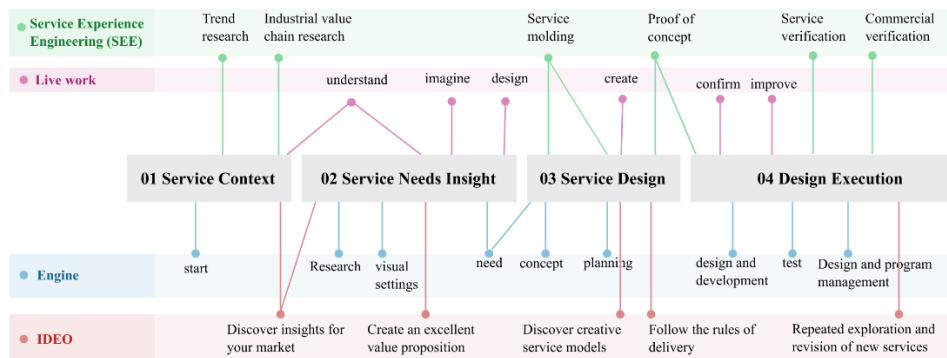 Service Experience
Engineering (SEE)
Trend
research
Industrial value
chain research
Service
molding
Proof of
concept
Service
verification
Commercial
verification
Live work
understand
imagine
design
create
confirm
improve
01 Service Context
02 Service Needs Insight
03 Service Design
04 Design Execution
Engine
start
Research
visual
settings
need
concept
planning
design and
development
test
Design and program
management
IDEO
Discover insights for
your market
Create an excellent
value proposition
Discover creative
service models
Follow the rules of
delivery
Repeated exploration and
revision of new services